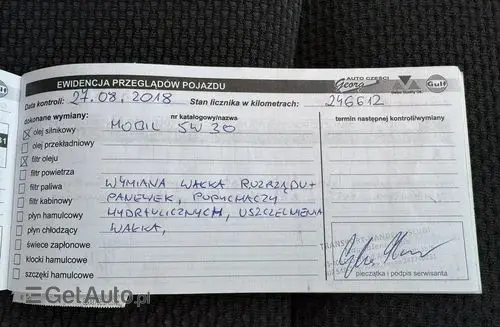 EWIDENCJA PRZEGLĄDÓW POJAZDU
AUTO CZĘŚCI
Georg
Gulf
Data kontroli: 27.08.2018 Stan licznika w kilometrach: 246612
dokonane wymiany: nr katalogowy/nazwa termin następnej kontroli/wymiany
olej silnikowy MOBIL 5W30
olej przekładniowy
filtr oleju
filtr powietrza
filtr paliwa WYMIANA WAŁKA ROZRZĄDU+
filtr kabinowy PANEWEK, POPYCHACZY
płyn hamulcowy HYDRAULICZNYCH, USZCZELNIENIA
płyn chłodzący WAŁKA,
świece zapłonowe
klocki hamulcowe
szczęki hamulcowe
pieczątka i podpis serwisanta
GetAuto.pl